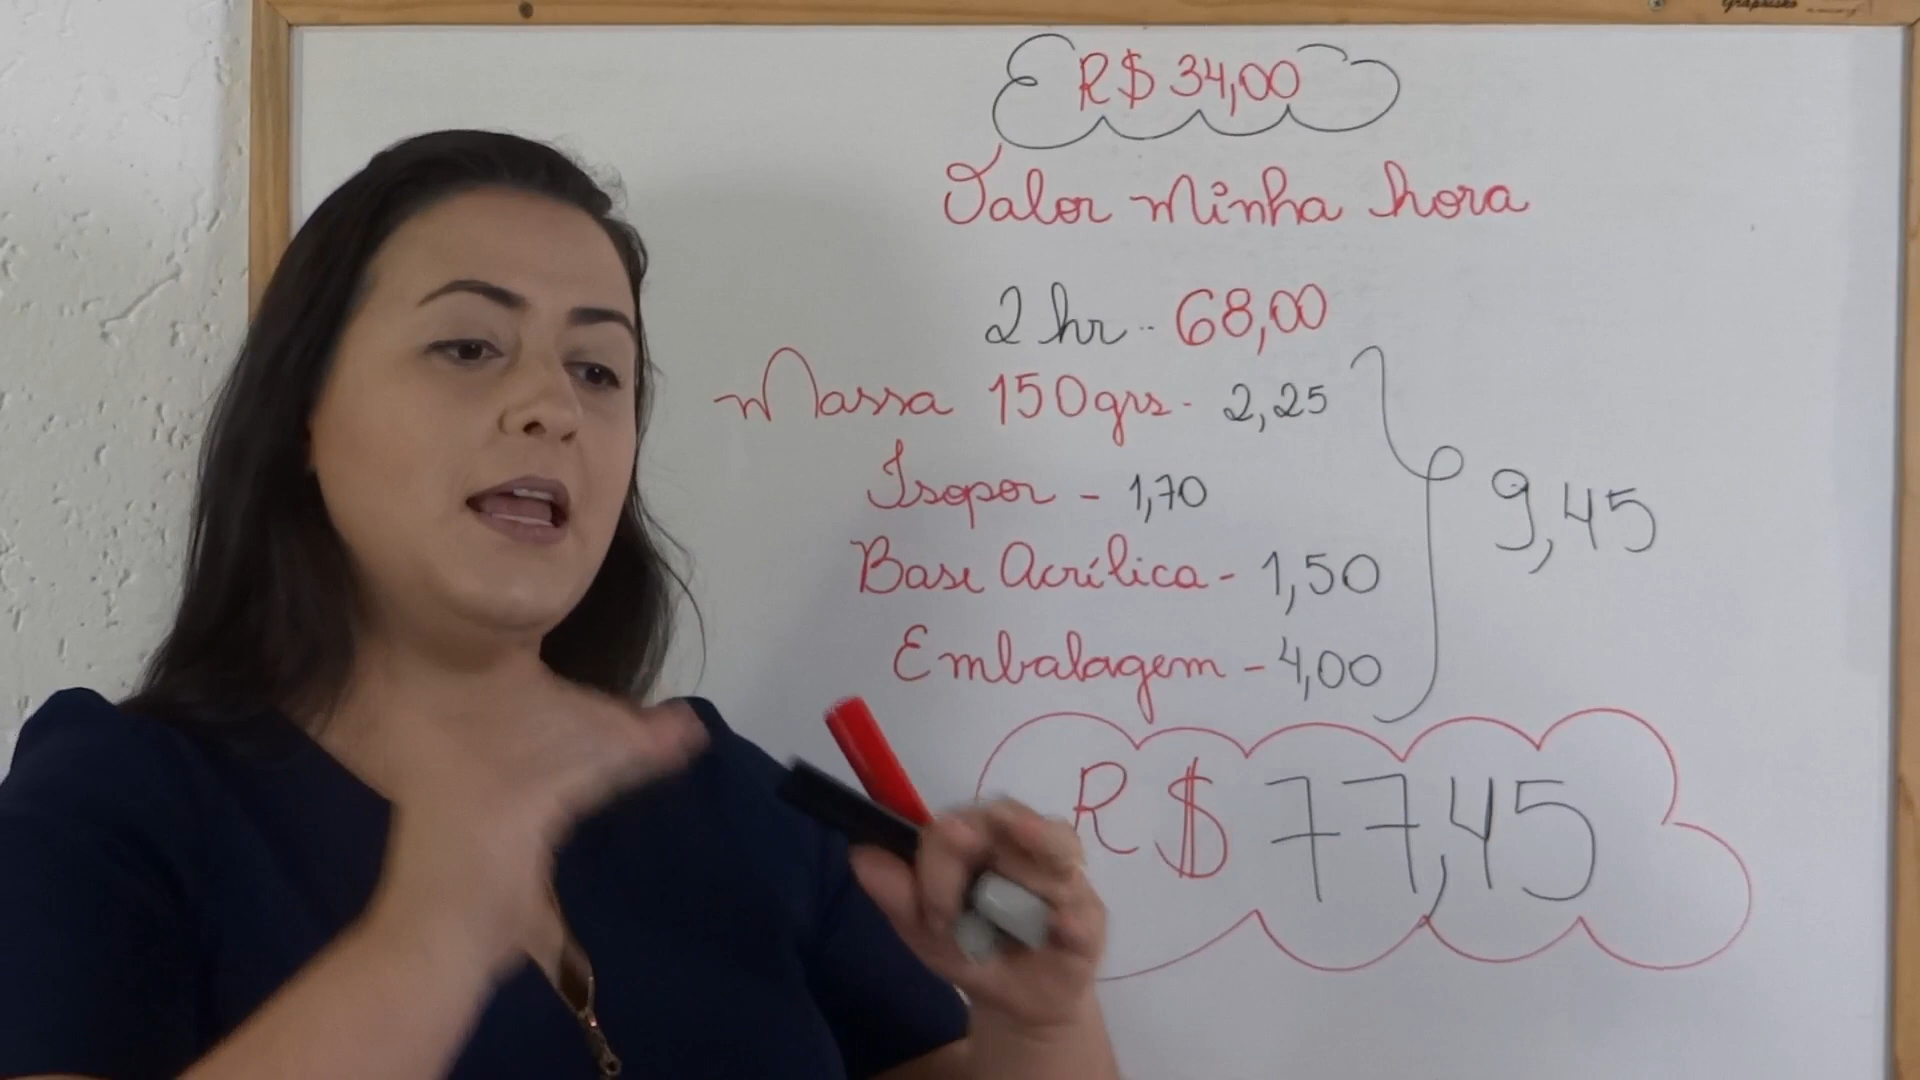 R$ 34,00
Valor Minha hora
2 hr.. 68,00
Massa 150grs - 2,25
Isopor - 1,70
9,45
Base Acrílica - 1,50
Embalagem - 4,00
R$ 77,45